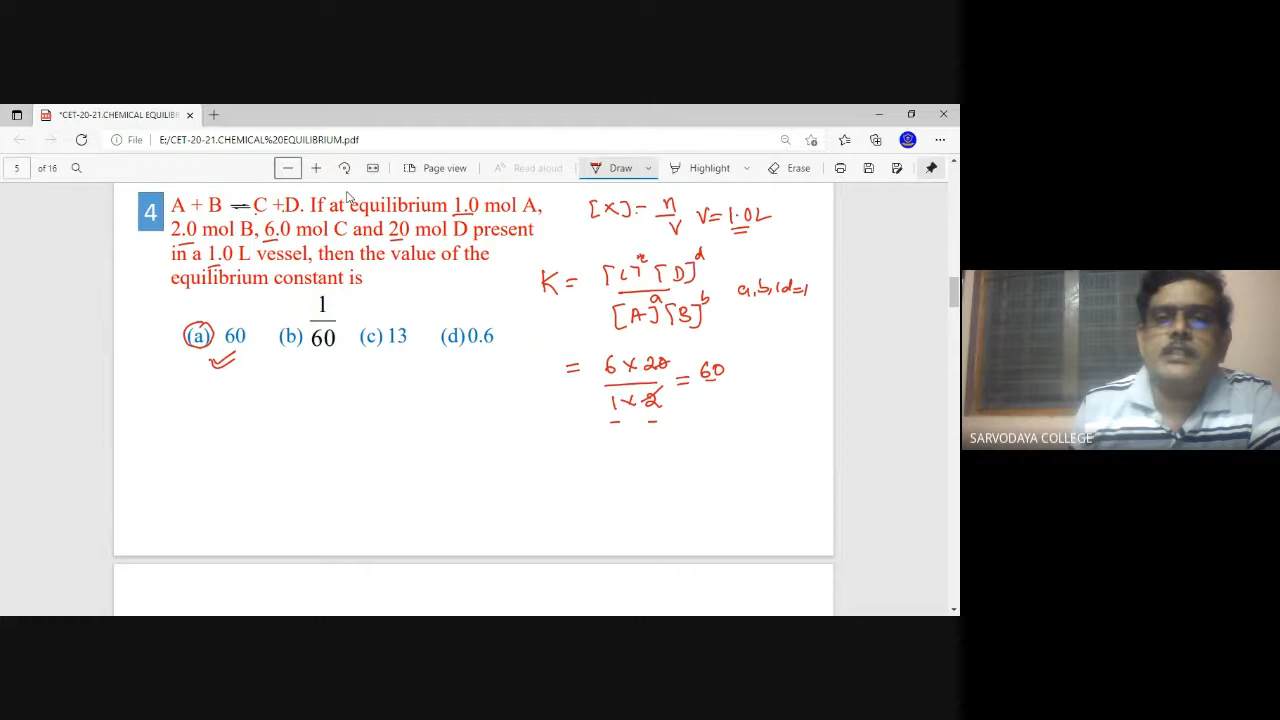 *CET-20-21.CHEMICAL EQUILIB
File E:/CET-20-21.CHEMICAL%20EQUILIBRIUM.pdf
5 of 16 Page view Read aloud Draw Highlight Erase
4 A + B ⇌ C + D. If at equilibrium 1.0 mol A,
2.0 mol B, 6.0 mol C and 20 mol D present
in a 1.0 L vessel, then the value of the
equilibrium constant is
(a) 60 (b) 1/60 (c) 13 (d) 0.6
[X] = n/V V = 1.0L
K = [C]^c [D]^d / [A]^a [B]^b
= 6 × 20 / 1 × 2 = 60
SARVODAYA COLLEGE